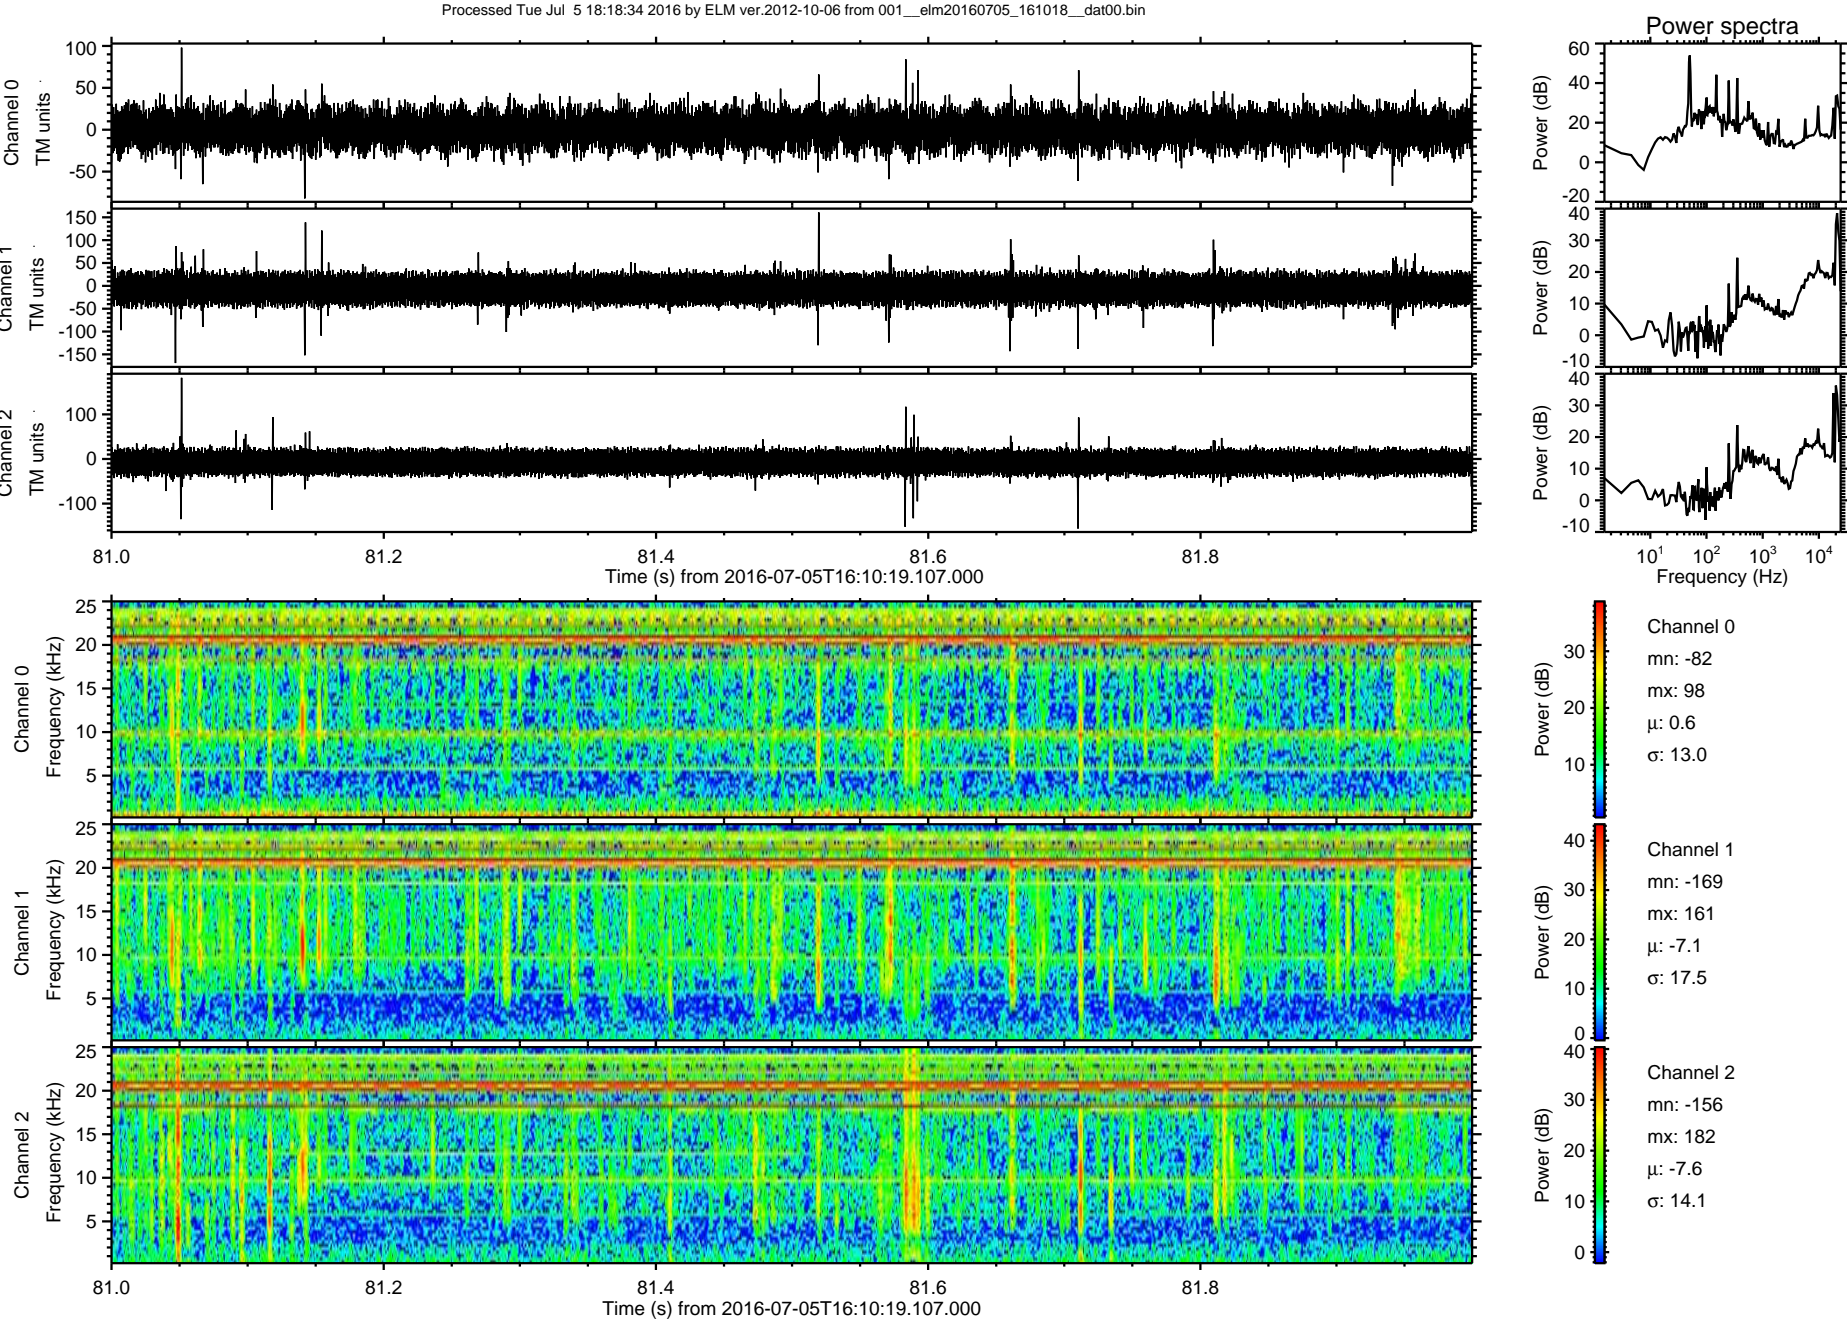 Processed Tue Jul 5 18:18:34 2016 by ELM ver.2012-10-06 from 001__elm20160705_161018__dat00.bin
Power spectra
Channel 0
TM units
100
50
0
-50
Power (dB)
60
40
20
0
-20
Channel 1
TM units
150
100
50
0
-50
-100
-150
Power (dB)
40
30
20
10
0
-10
Channel 2
TM units
100
0
-100
Power (dB)
40
30
20
10
0
-10
81.0 81.2 81.4 81.6 81.8
Time (s) from 2016-07-05T16:10:19.107.000
10^1 10^2 10^3 10^4
Frequency (Hz)
Channel 0
Frequency (kHz)
25
20
15
10
5
Power (dB)
30
20
10
Channel 0
mn: -82
mx: 98
μ: 0.6
σ: 13.0
Channel 1
Frequency (kHz)
25
20
15
10
5
Power (dB)
40
30
20
10
0
Channel 1
mn: -169
mx: 161
μ: -7.1
σ: 17.5
Channel 2
Frequency (kHz)
25
20
15
10
5
Power (dB)
40
30
20
10
0
Channel 2
mn: -156
mx: 182
μ: -7.6
σ: 14.1
81.0 81.2 81.4 81.6 81.8
Time (s) from 2016-07-05T16:10:19.107.000